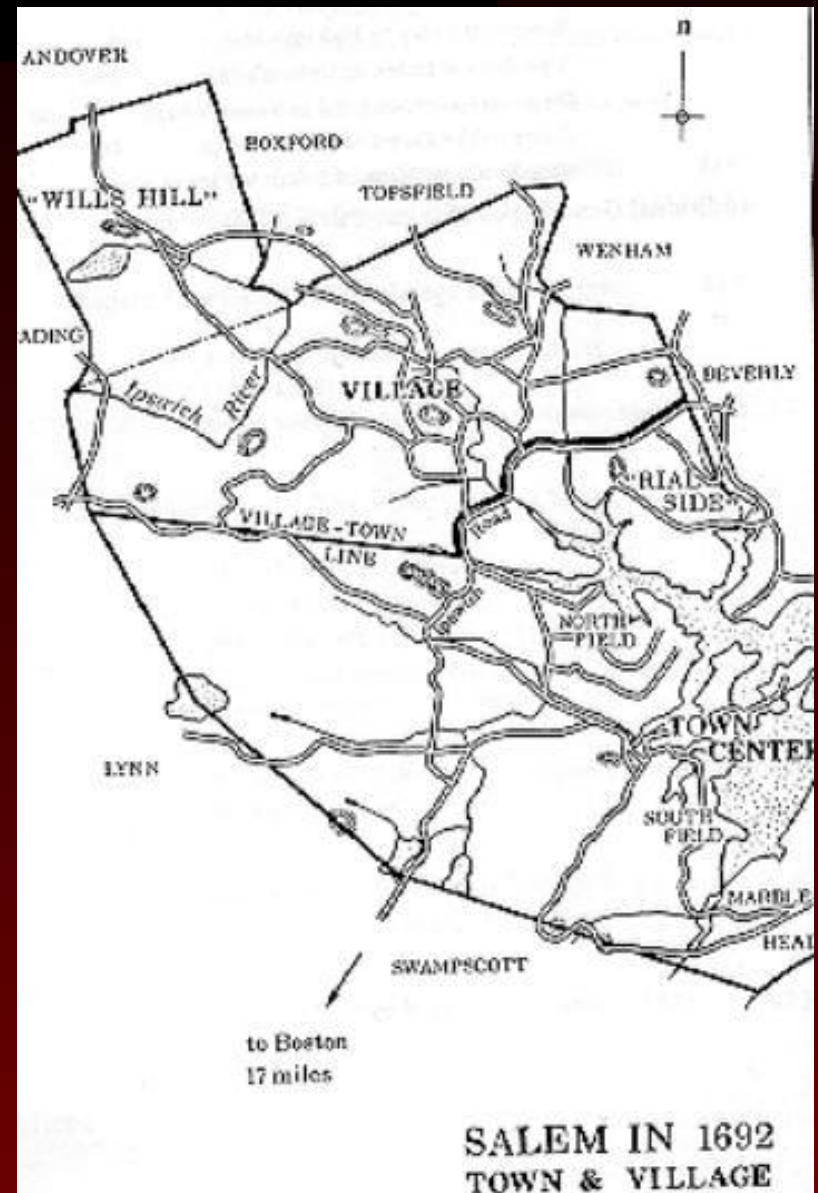 n
ANDOVER
BOXFORD
"WILLS HILL"
TOPSFIELD
WENHAM
ADING
BEVERLY
Ipswich River
VILLAGE
"RIAL
SIDE"
Road
VILLAGE - TOWN
LINE
NORTH
FIELD
TOWN
CENTER
LYNN
SOUTH
FIELD
MARBLE
HEAD
SWAMPSCOTT
to Boston
17 miles
SALEM IN 1692
TOWN & VILLAGE